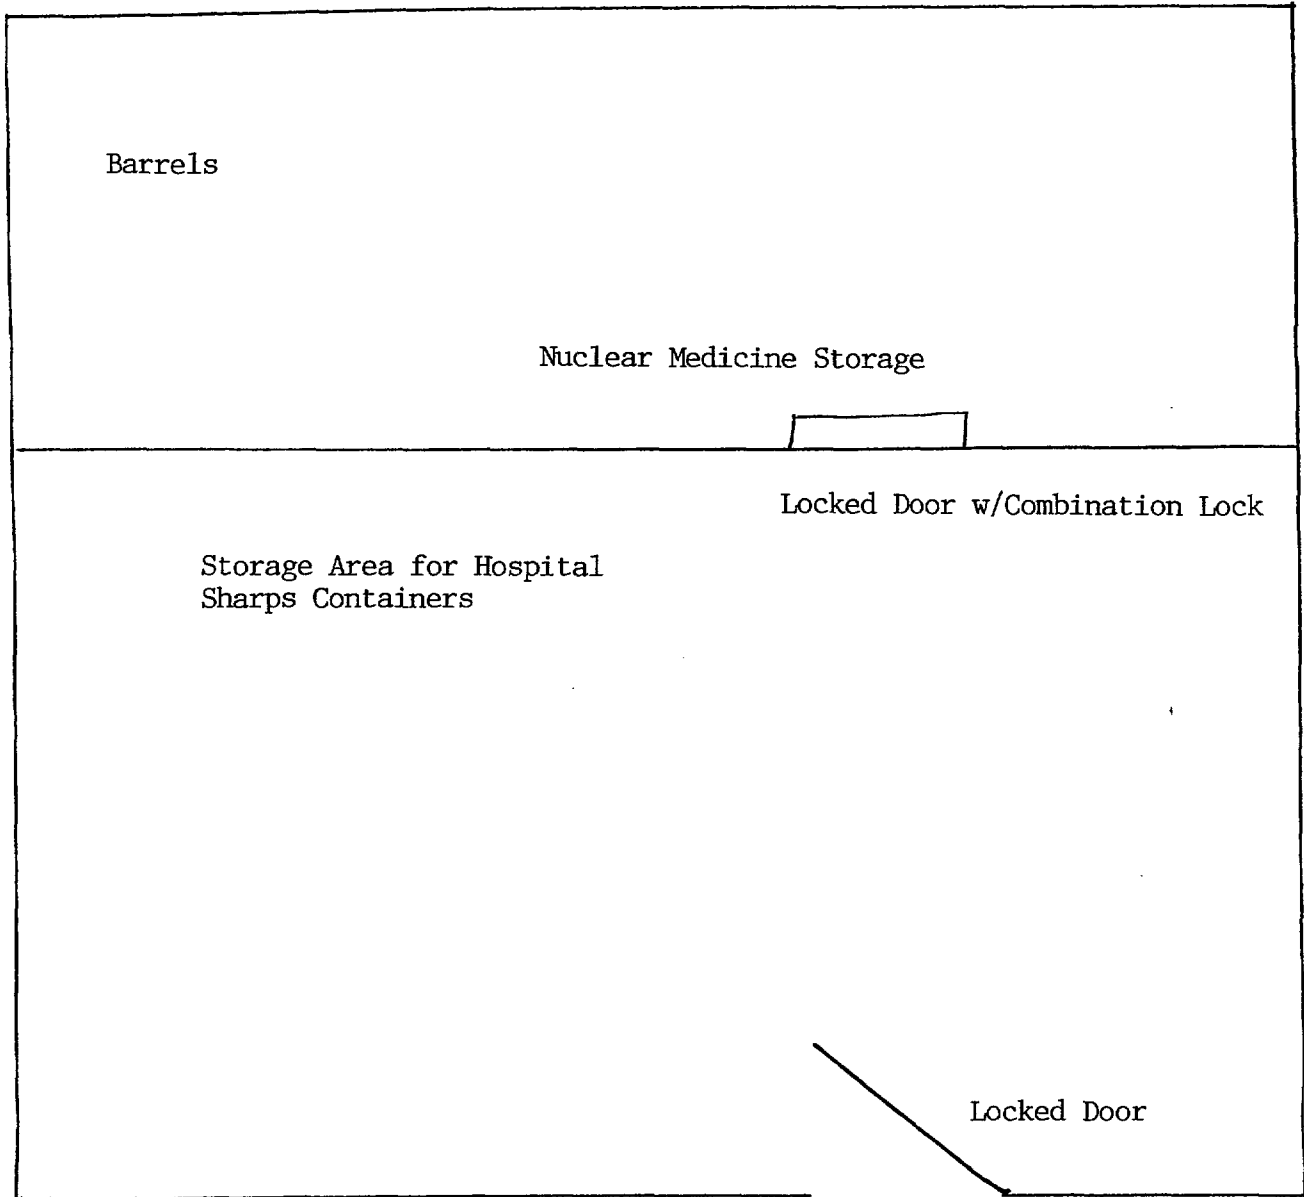 Barrels
Nuclear Medicine Storage
Locked Door w/Combination Lock
Storage Area for Hospital
Sharps Containers
Locked Door